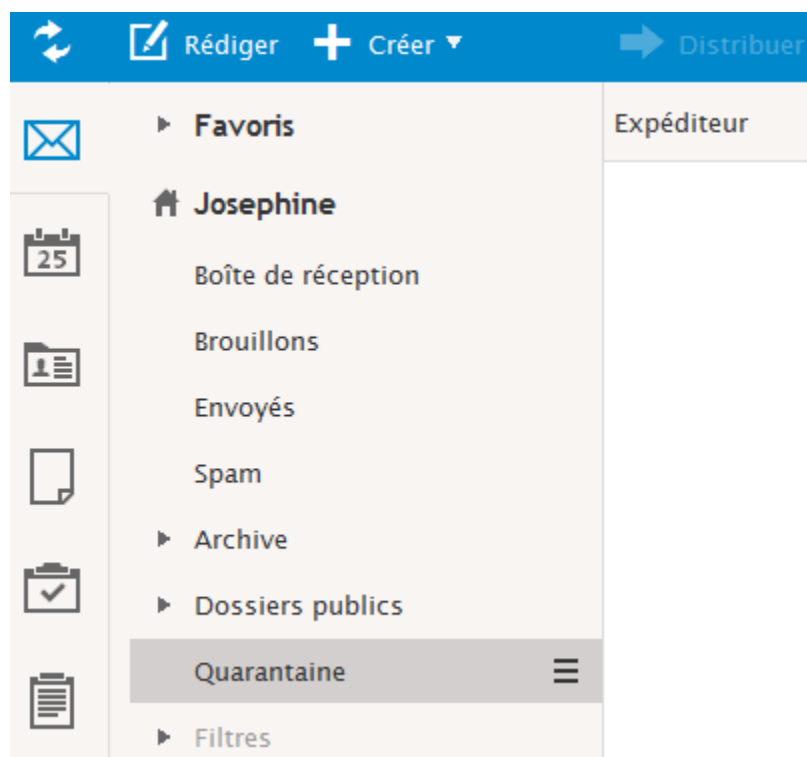 Rédiger Créer Distribuer
Favoris
Expéditeur
Josephine
25
Boîte de réception
Brouillons
Envoyés
Spam
Archive
Dossiers publics
Quarantaine
Filtres